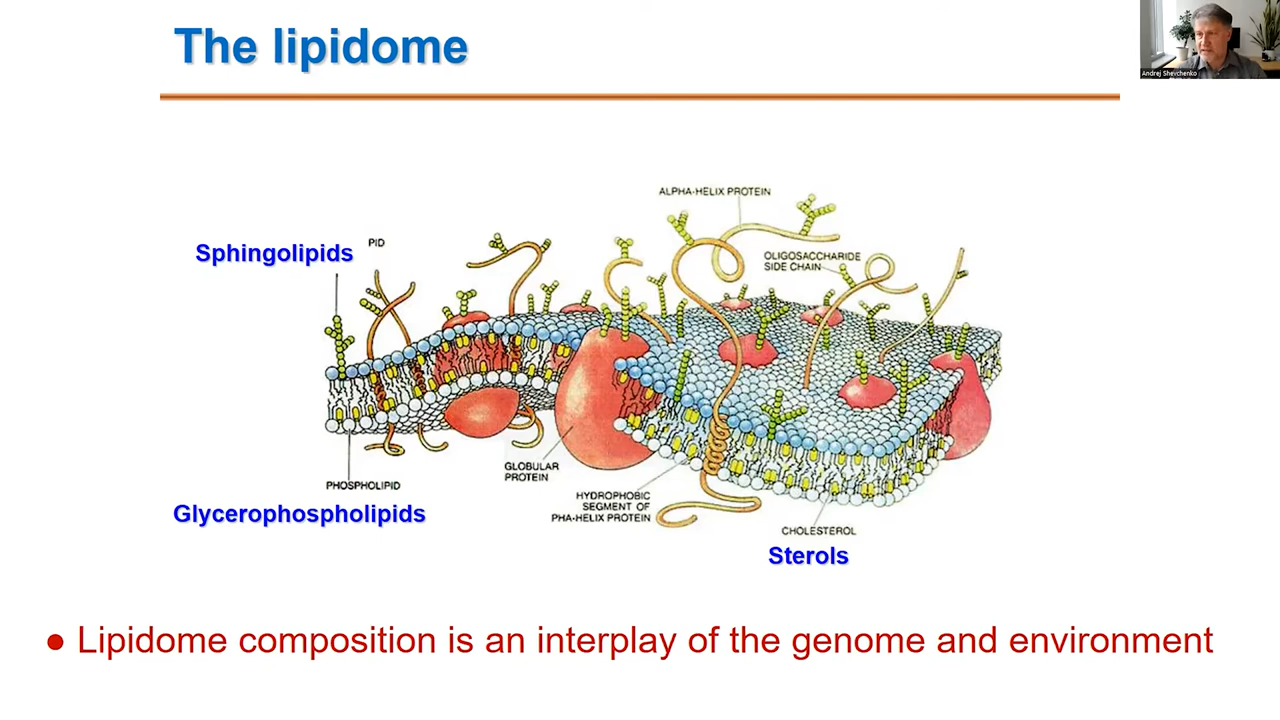 The lipidome
Andrej Shevchenko
ALPHA-HELIX PROTEIN
Sphingolipids
PID
OLIGOSACCHARIDE
SIDE CHAIN
GLOBULAR
PROTEIN
PHOSPHOLIPID
HYDROPHOBIC
SEGMENT OF
PHA-HELIX PROTEIN
Glycerophospholipids
CHOLESTEROL
Sterols
● Lipidome composition is an interplay of the genome and environment